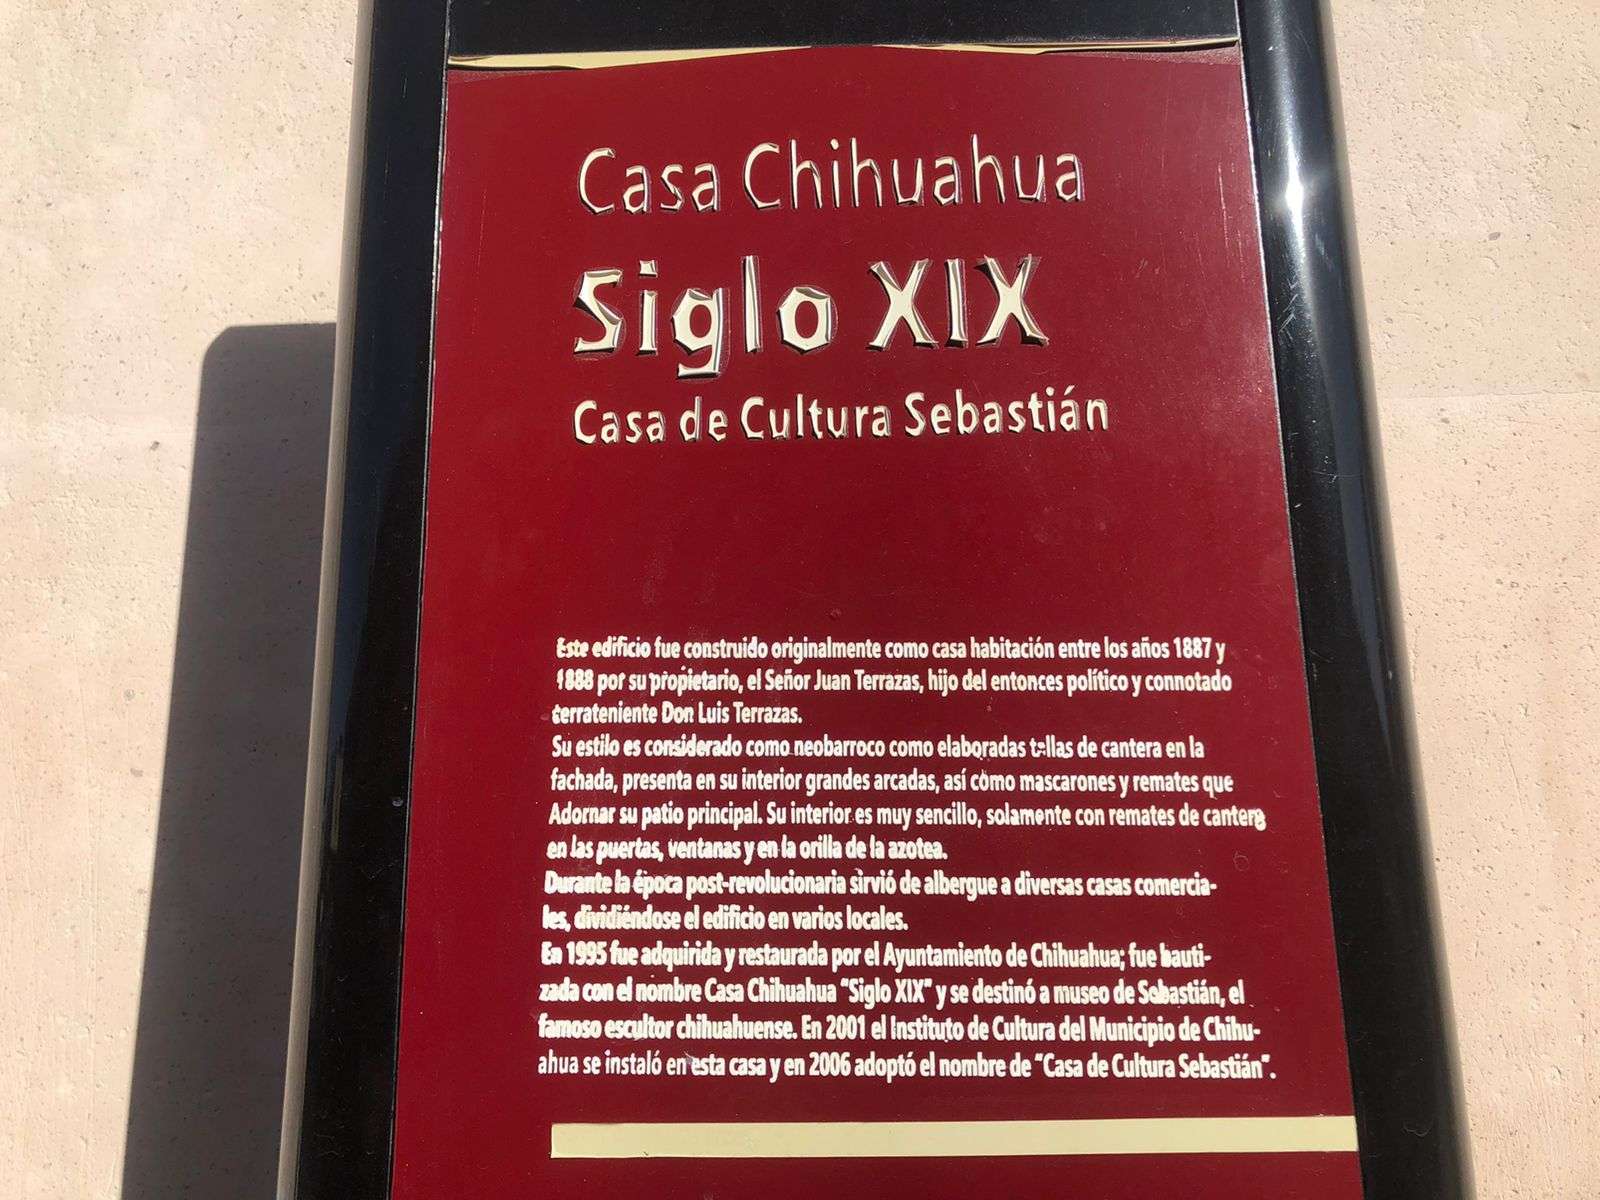 Casa Chihuahua
Siglo XIX
Casa de Cultura Sebastián
Este edificio fue construido originalmente como casa habitación entre los años 1887 y
1888 por su propietario, el Señor Juan Terrazas, hijo del entonces político y connotado
terrateniente Don Luis Terrazas.
Su estilo es considerado como neobarroco como elaboradas tallas de cantera en la
fachada, presenta en su interior grandes arcadas, así como mascarones y remates que
Adornar su patio principal. Su interior es muy sencillo, solamente con remates de cantera
en las puertas, ventanas y en la orilla de la azotea.
Durante la época post-revolucionaria sirvió de albergue a diversas casas comercia-
les, dividiéndose el edificio en varios locales.
En 1995 fue adquirida y restaurada por el Ayuntamiento de Chihuahua; fue bauti-
zada con el nombre Casa Chihuahua "Siglo XIX" y se destinó a museo de Sebastián, el
famoso escultor chihuahuense. En 2001 el Instituto de Cultura del Municipio de Chihu-
ahua se instaló en esta casa y en 2006 adoptó el nombre de "Casa de Cultura Sebastián".